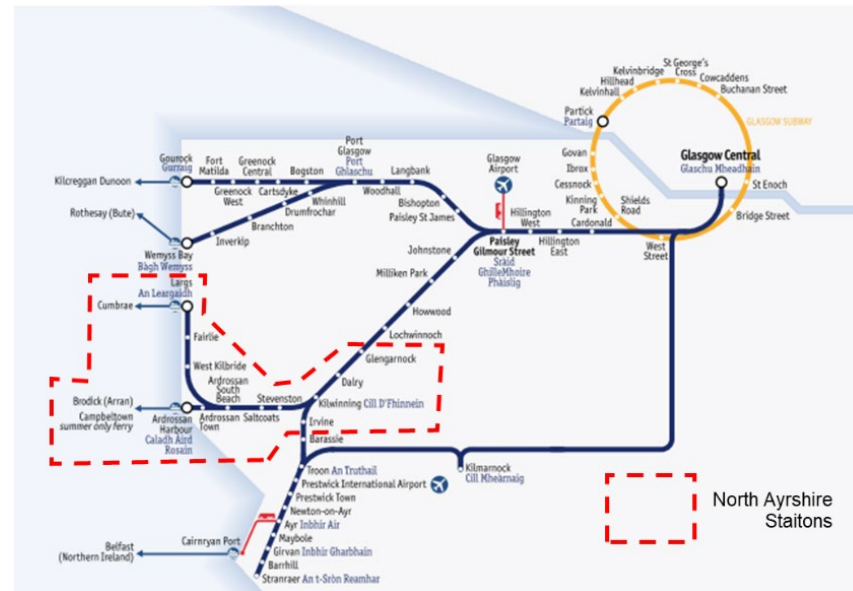 St George's
Cross
Kelvinbridge
Cowcaddens
Hillhead
Buchanan Street
Kelvinhall
Partick
Partaig
GLASGOW SUBWAY
Port
Glasgow
Port
Ghlaschu
Gourock
Guraig
Fort
Matilda
Greenock
Central
Bogston
Langbank
Glasgow
Airport
Govan
Ibrox
Glasgow Central
Glaschu Mheadhain
Kilcreggan Dunoon
Greenock
West
Cartsdyke
Whinhill
Woodhall
Cessnock
St Enoch
Drumfrochar
Bishopton
Hillington
West
Kinning
Park
Shields
Road
Rothesay (Bute)
Branchton
Paisley St James
Cardonald
Bridge Street
Inverkip
Wemyss Bay
Bàgh Wemyss
Johnstone
Paisley
Gilmour Street
Sràid
GhilleMhoire
Phàislig
Hillington
East
West
Street
Largs
An Leargaidh
Milliken Park
Cumbrae
Howwood
Fairlie
Lochwinnoch
Glengarnock
West Kilbride
Ardrossan
South
Beach
Dalry
Brodick (Arran)
Stevenston
Kilwinning Cill D'Fhinnein
Campbeltown
summer only ferry
Ardrossan
Harbour
Caladh Aird
Rosain
Ardrossan
Town
Saltcoats
Irvine
Barassie
Troon An Truthail
Kilmarnock
Cill Mheàrnaig
Prestwick International Airport
Prestwick Town
Newton-on-Ayr
North Ayrshire
Staitons
Ayr Inbhir Air
Cairnryan Port
Maybole
Belfast
(Northern Ireland)
Girvan Inbhir Gharbhain
Barrhill
Stranraer An t-Sròn Reamhar